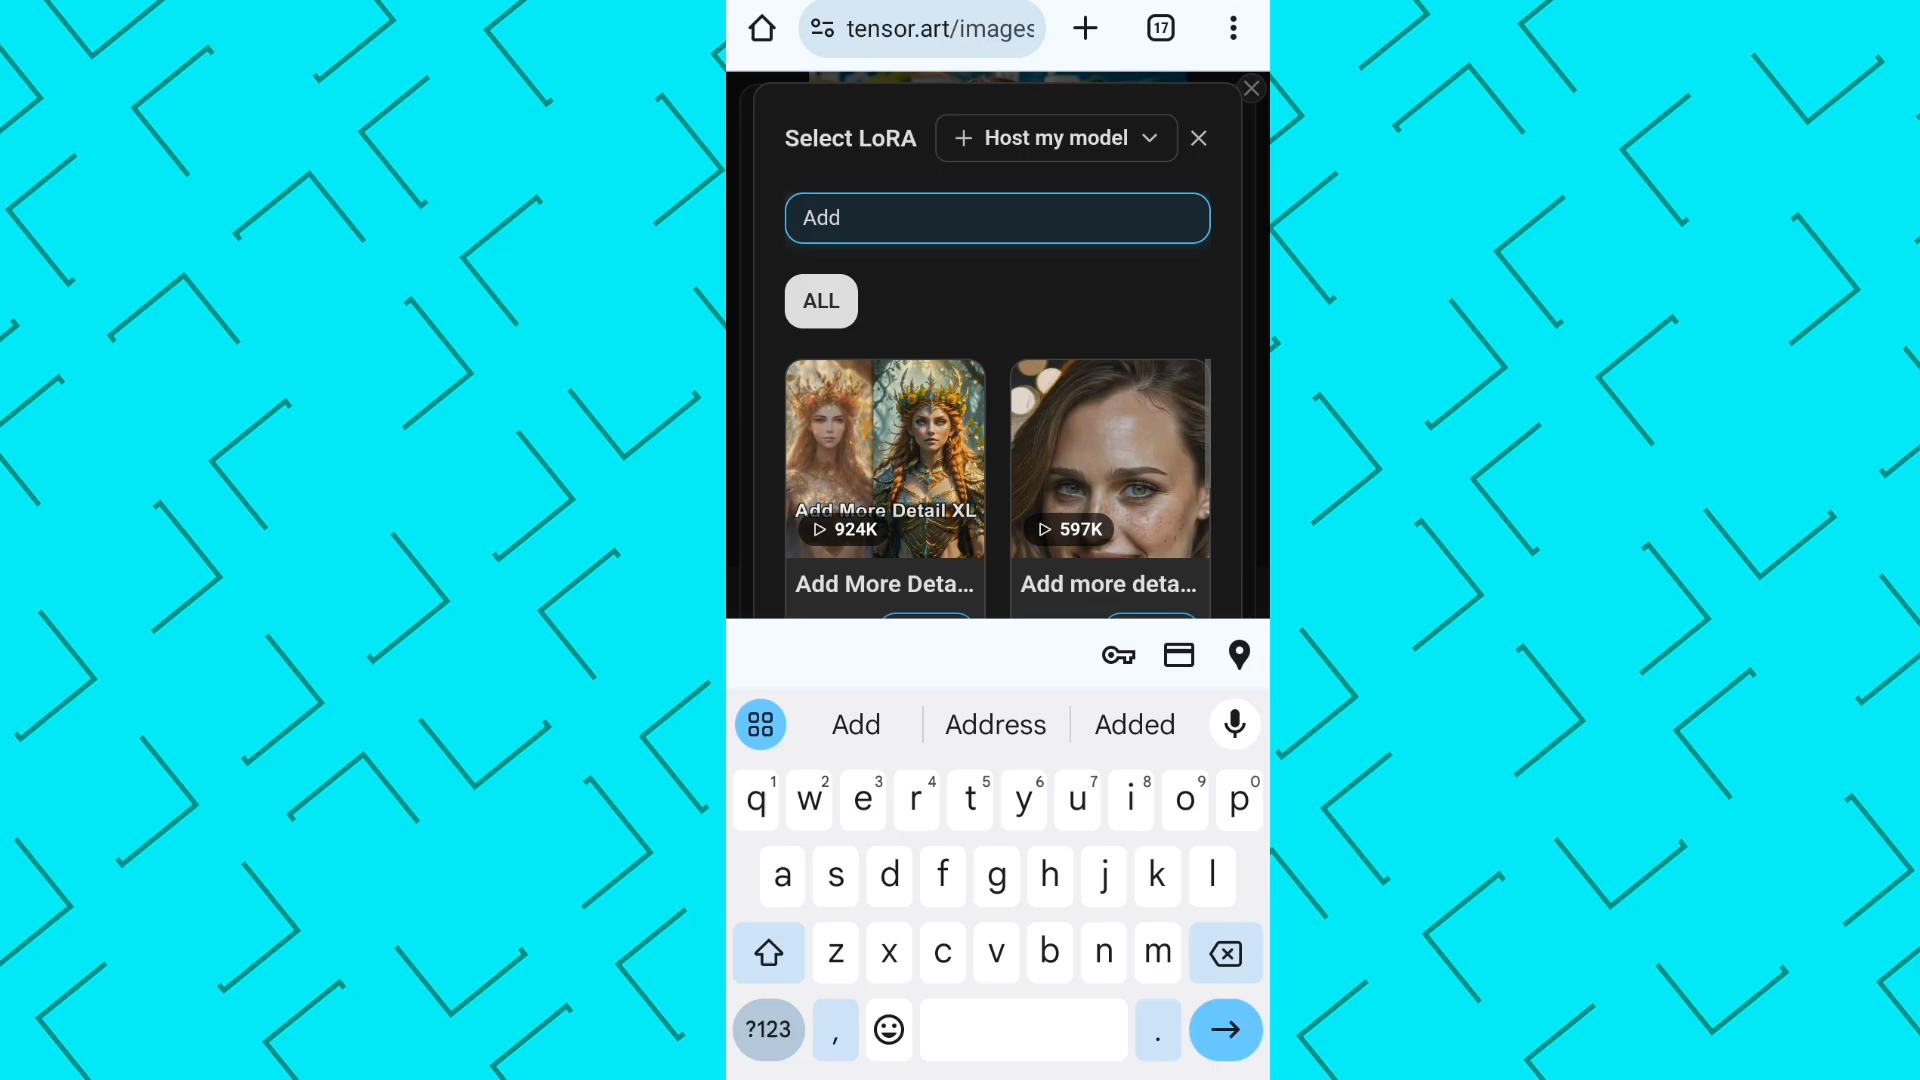 tensor.art/images
17
Select LoRA
+ Host my model
Add
ALL
Add More Detail XL
924K
597K
Add More Deta...
Add more deta...
Add
Address
Added
q1 w2 e3 r4 t5 y6 u7 i8 o9 p0
a s d f g h j k l
z x c v b n m
?123 , .